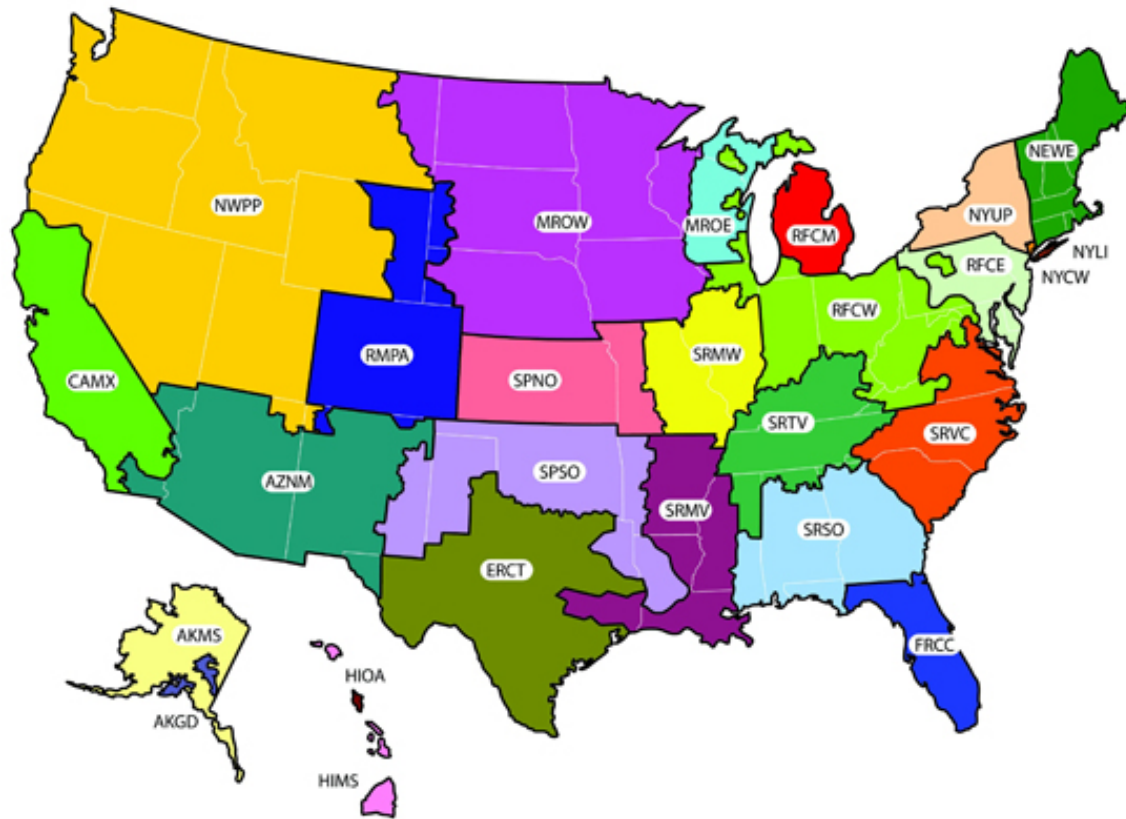 NWPP
MROW
MROE
RFCM
NYUP
NEWE
NYLI
NYCW
RFCE
RFCW
CAMX
RMPA
SPNO
SRMW
SRTV
SRVC
AZNM
SPSO
SRMV
SRSO
ERCT
FRCC
AKMS
AKGD
HIOA
HIMS